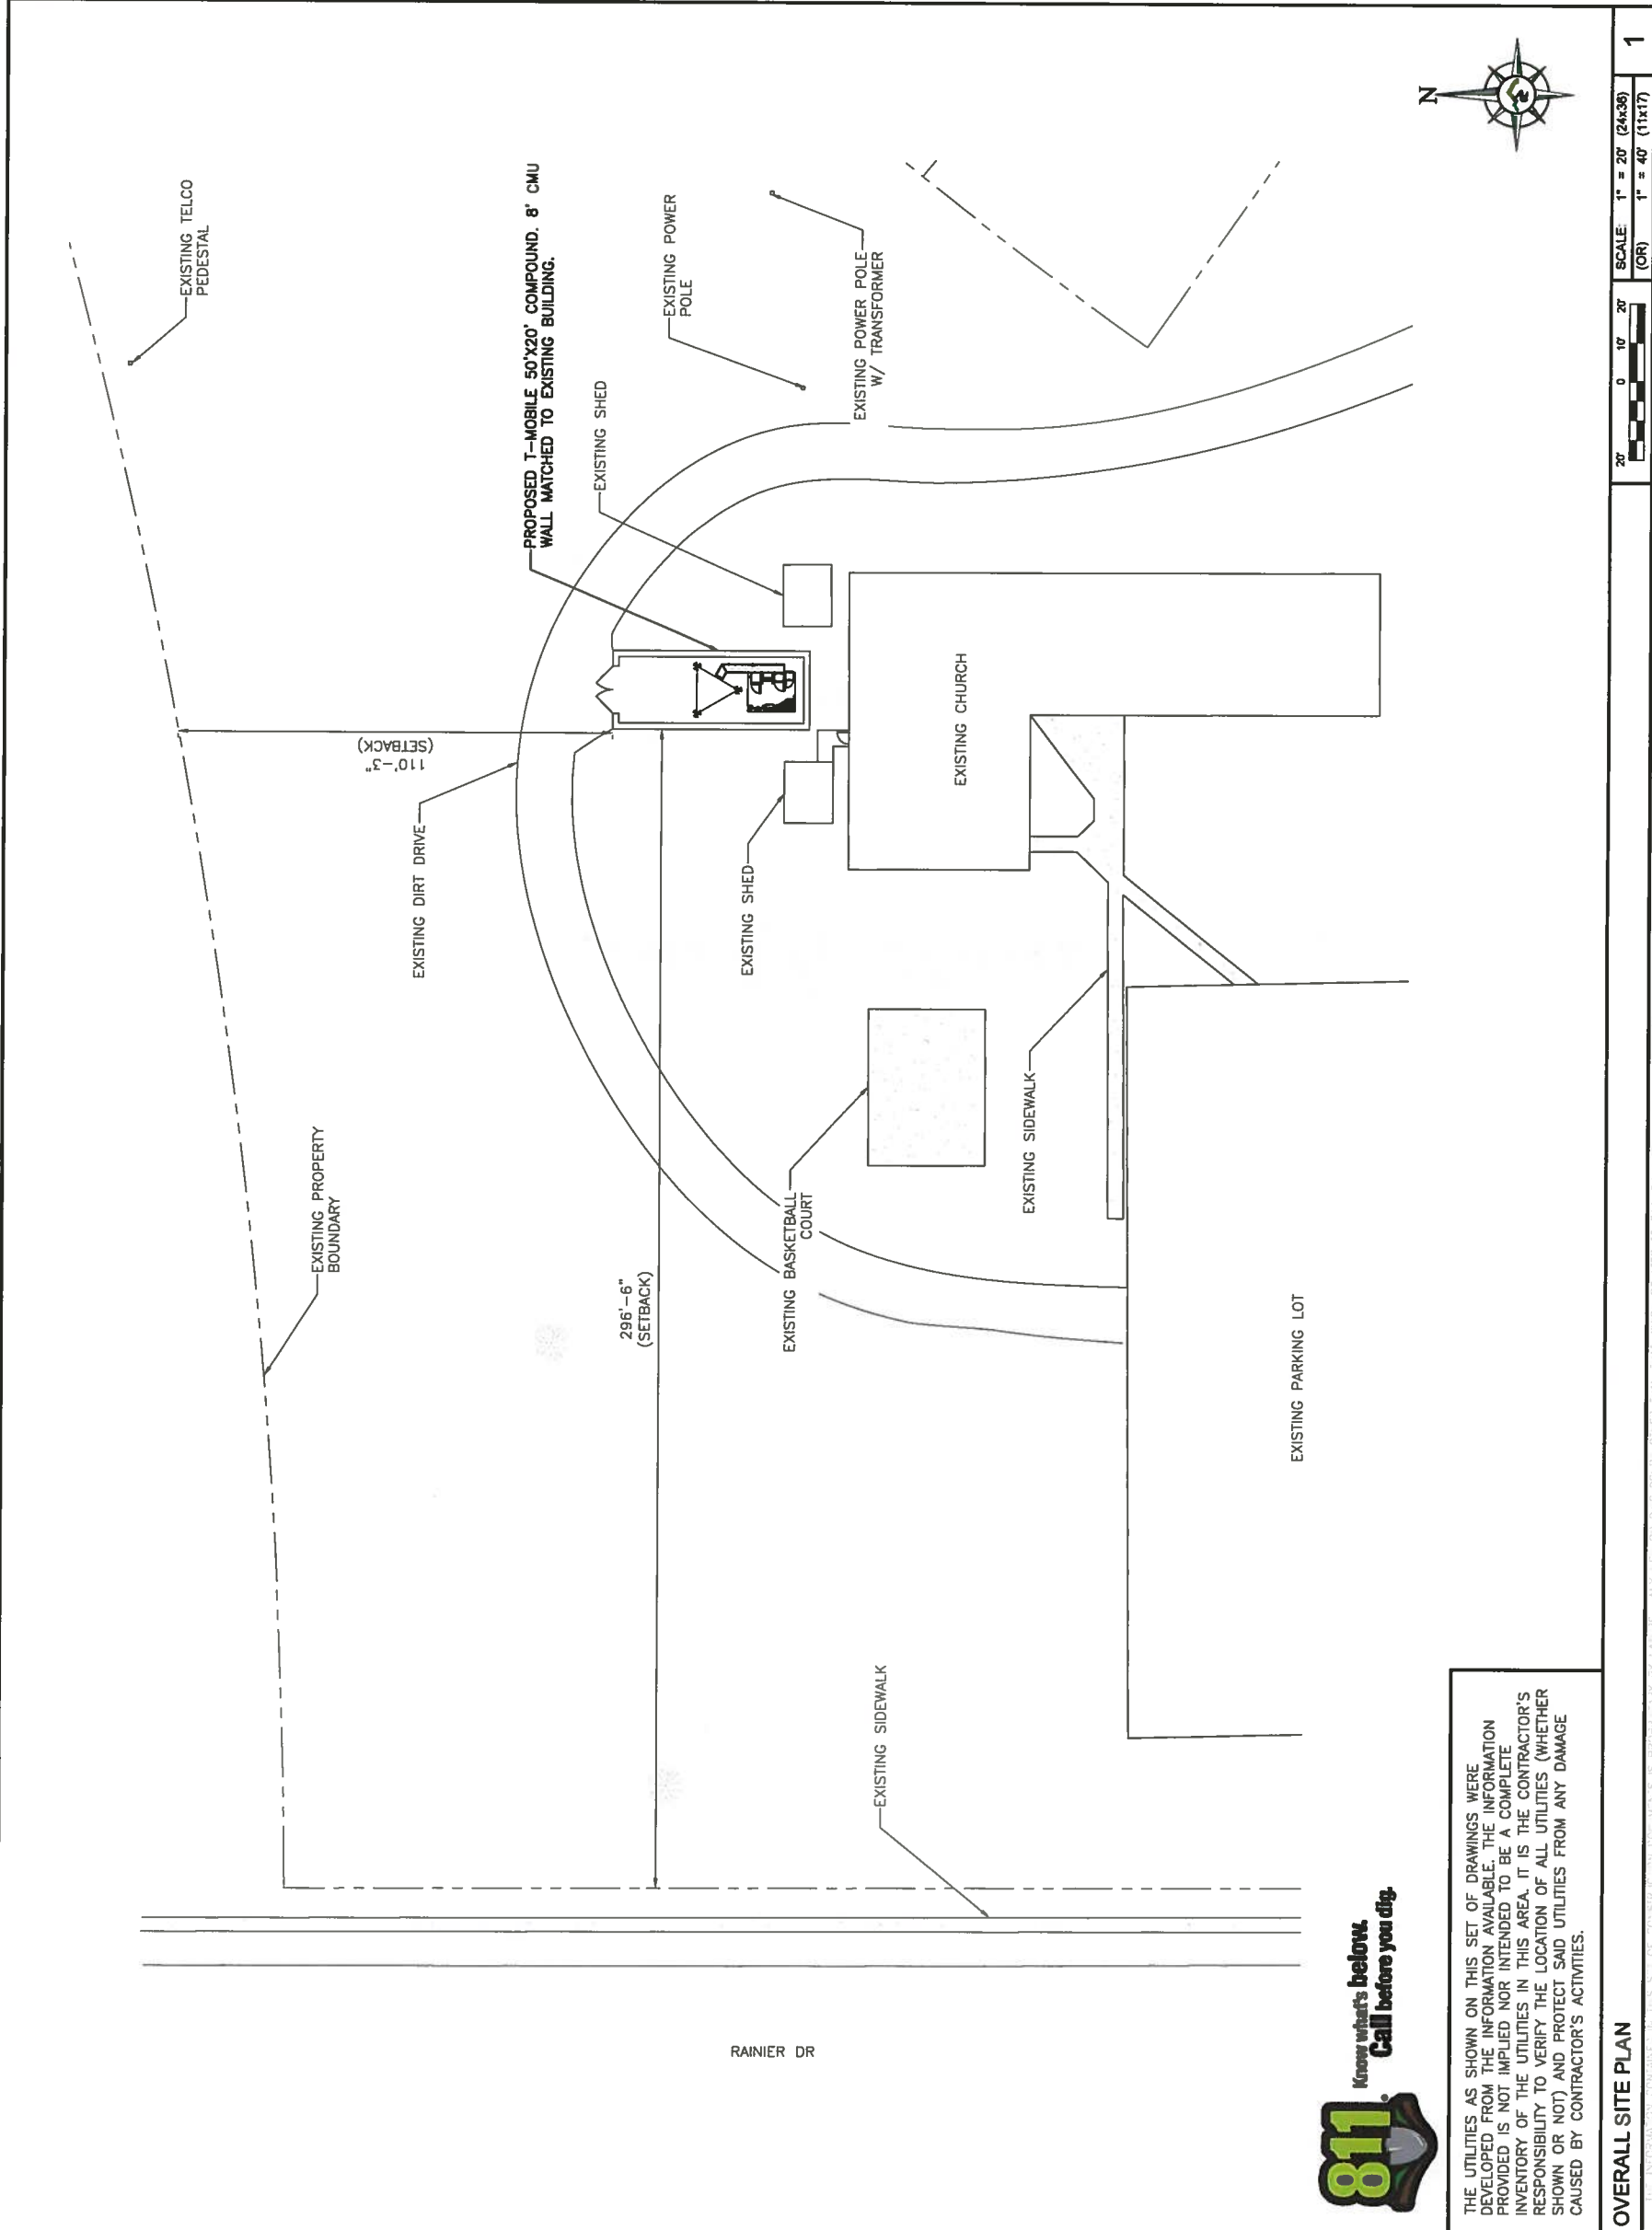 EXISTING TELCO
PEDESTAL
PROPOSED T-MOBILE 50'X20' COMPOUND. 8' CMU
WALL MATCHED TO EXISTING BUILDING.
EXISTING SHED
EXISTING POWER
POLE
EXISTING POWER POLE
W/ TRANSFORMER
110'-3"
(SETBACK)
EXISTING DIRT DRIVE
EXISTING SHED
EXISTING CHURCH
EXISTING PROPERTY
BOUNDARY
296'-6"
(SETBACK)
EXISTING BASKETBALL
COURT
EXISTING SIDEWALK
EXISTING PARKING LOT
EXISTING SIDEWALK
RAINIER DR
N
811
Know what's below.
Call before you dig.
THE UTILITIES AS SHOWN ON THIS SET OF DRAWINGS WERE
DEVELOPED FROM THE INFORMATION AVAILABLE. THE INFORMATION
PROVIDED IS NOT IMPLIED NOR INTENDED TO BE A COMPLETE
INVENTORY OF THE UTILITIES IN THIS AREA. IT IS THE CONTRACTOR'S
RESPONSIBILITY TO VERIFY THE LOCATION OF ALL UTILITIES (WHETHER
SHOWN OR NOT) AND PROTECT SAID UTILITIES FROM ANY DAMAGE
CAUSED BY CONTRACTOR'S ACTIVITIES.
OVERALL SITE PLAN
20' 10' 0 20'
SCALE: 1" = 20' (24x36)
(OR) 1" = 40' (11x17)
1